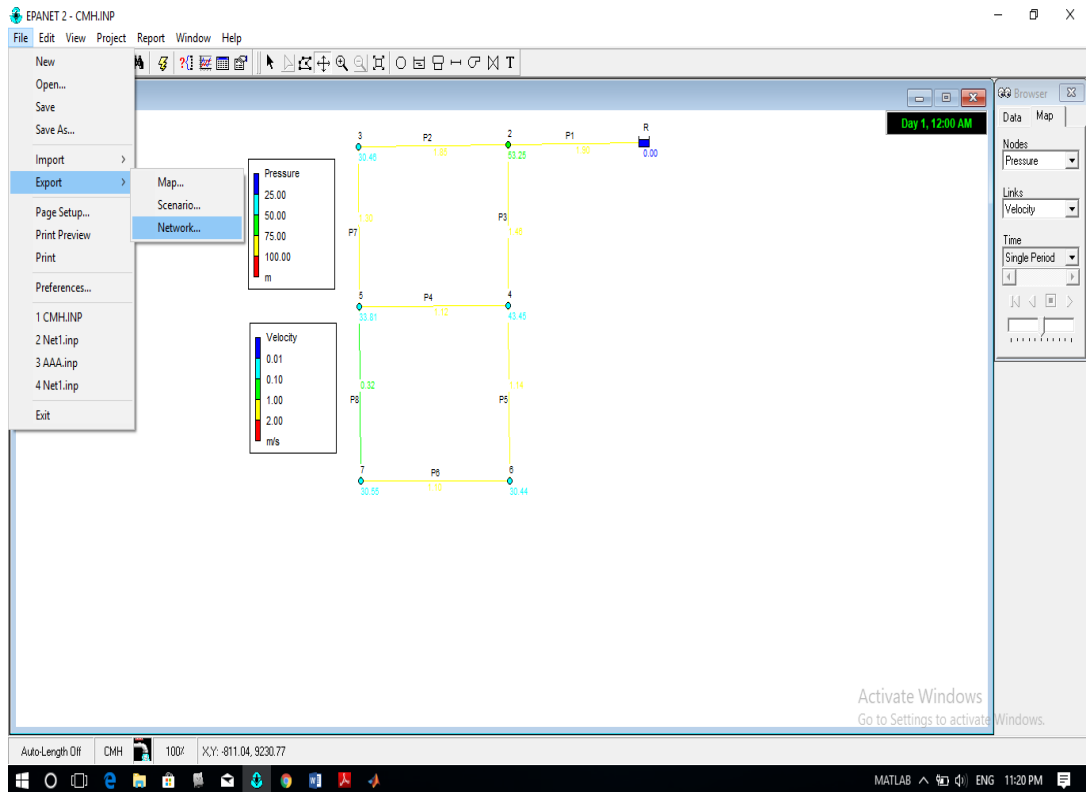 EPANET 2 - CMH.INP
File Edit View Project Report Window Help
New
Open...
Save
Save As...
Import
Export
Page Setup...
Print Preview
Print
Preferences...
1 CMH.INP
2 Net1.inp
3 AAA.inp
4 Net1.inp
Exit
Map...
Scenario...
Network...
T
Day 1, 12:00 AM
Browser
Data Map
Nodes
Pressure
Links
Velocity
Time
Single Period
Pressure
25.00
50.00
75.00
100.00
m
Velocity
0.01
0.10
1.00
2.00
m/s
3 P2 2 P1 R
30.45 53.25 0.00
P7 P3
5 P4 4
33.81 43.45
0.32 1.14
P8 P5
7 P6 6
30.44
Activate Windows
Go to Settings to activate Windows.
Auto-Length Off CMH 100% X,Y: -811.04, 9230.77
MATLAB ENG 11:20 PM